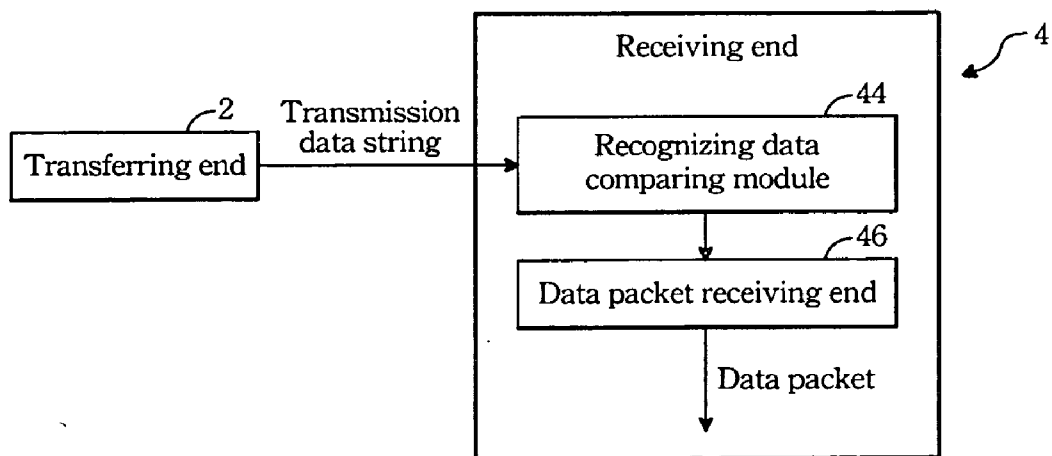 Receiving end
4
2
Transferring end
Transmission
data string
44
Recognizing data
comparing module
46
Data packet receiving end
Data packet